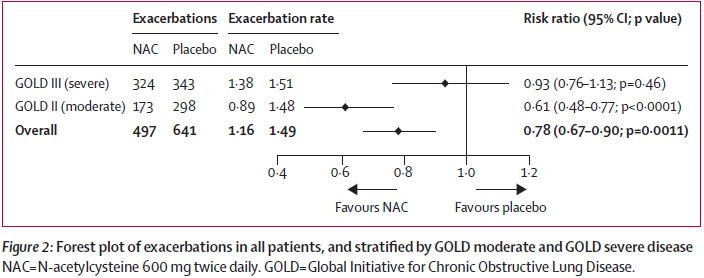 Exacerbations Exacerbation rate Risk ratio (95% CI; p value)
NAC Placebo NAC Placebo
GOLD III (severe) 324 343 1·38 1·51 0·93 (0·76–1·13; p=0·46)
GOLD II (moderate) 173 298 0·89 1·48 0·61 (0·48–0·77; p<0·0001)
Overall 497 641 1·16 1·49 0·78 (0·67–0·90; p=0·0011)
0·4 0·6 0·8 1·0 1·2
Favours NAC Favours placebo
Figure 2: Forest plot of exacerbations in all patients, and stratified by GOLD moderate and GOLD severe disease
NAC=N-acetylcysteine 600 mg twice daily. GOLD=Global Initiative for Chronic Obstructive Lung Disease.